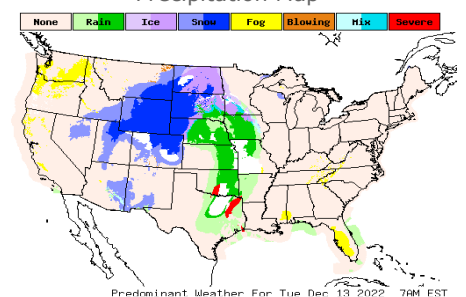 Precipitation Map
None Rain Ice Snow Fog Blowing Mix Severe
Predominant Weather For Tue Dec 13 2022 7AM EST